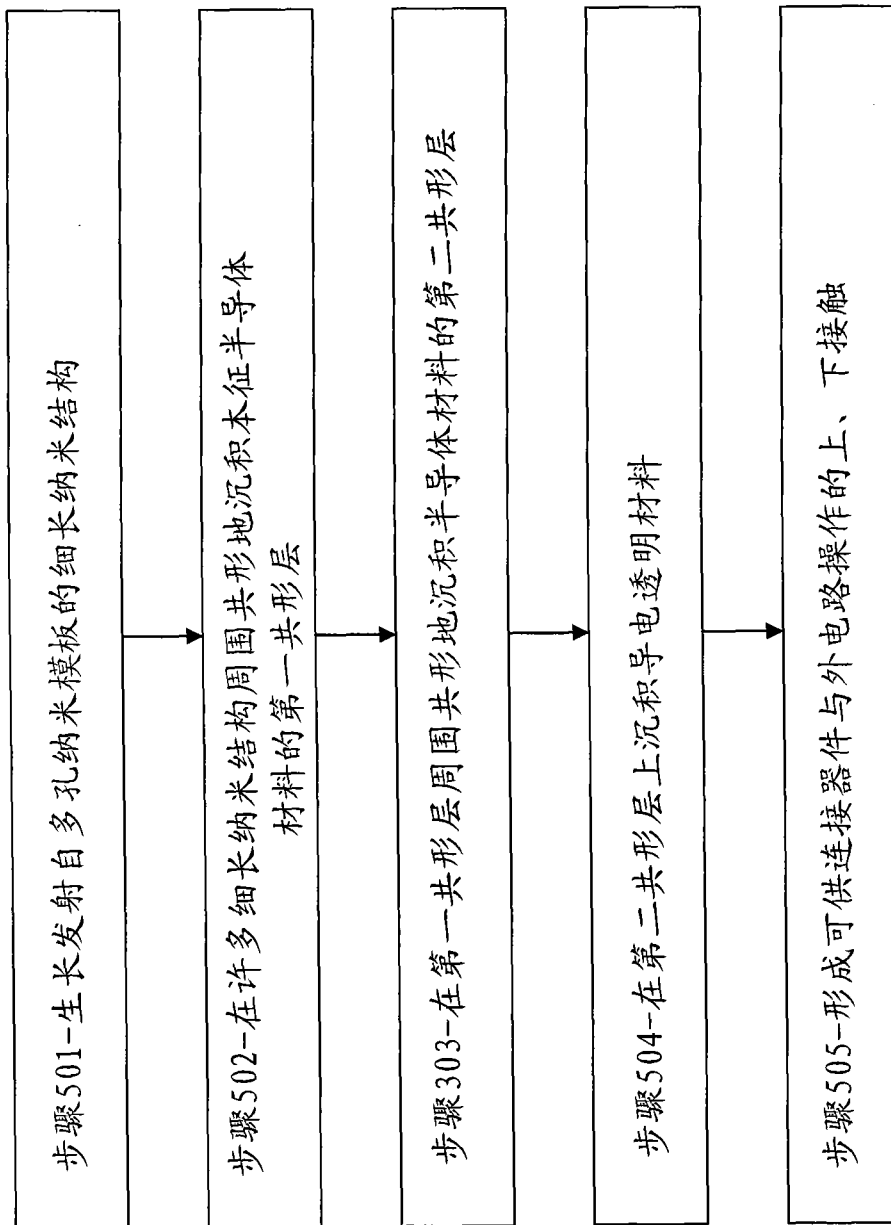 步骤501-生长发射自多孔纳米模板的细长纳米结构
步骤502-在许多细长纳米结构周围共形地沉积本征半导体
材料的第一共形层
步骤303-在第一共形层周围共形地沉积半导体材料的第二共形层
步骤504-在第二共形层上沉积导电透明材料
步骤505-形成可供连接器件与外电路操作的上、下接触